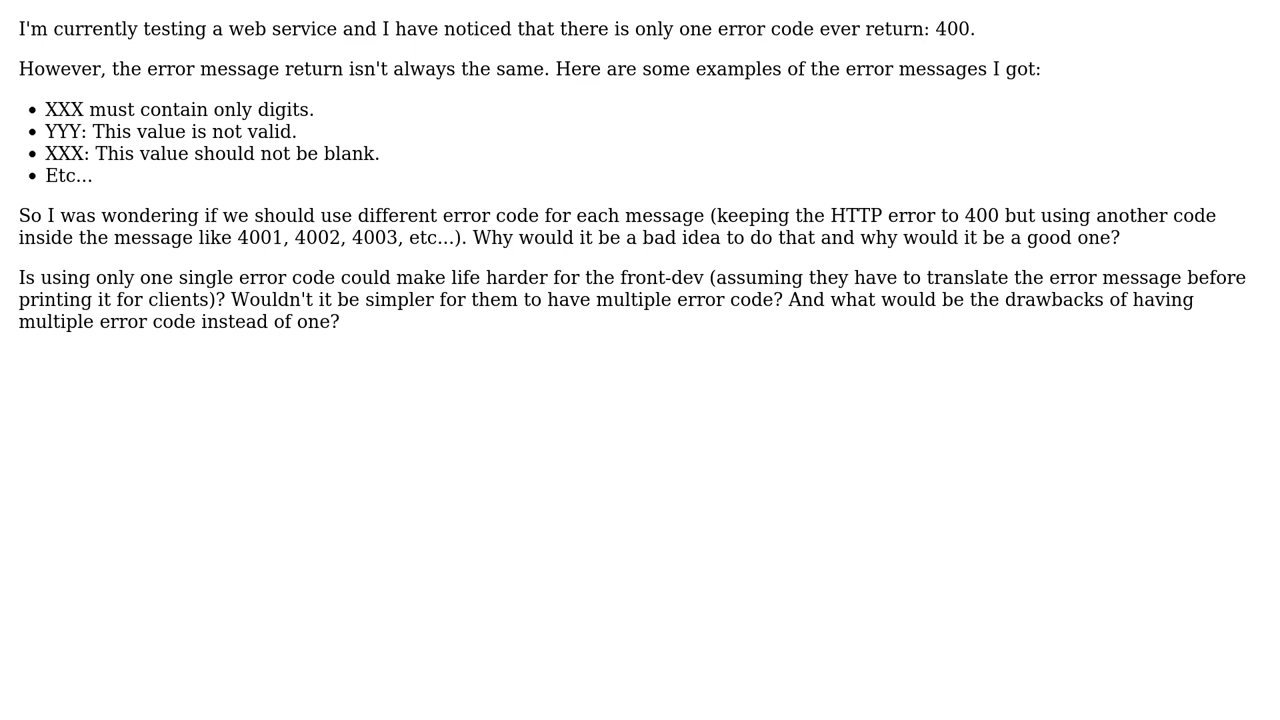 I'm currently testing a web service and I have noticed that there is only one error code ever return: 400.
However, the error message return isn't always the same. Here are some examples of the error messages I got:
• XXX must contain only digits.
• YYY: This value is not valid.
• XXX: This value should not be blank.
• Etc...
So I was wondering if we should use different error code for each message (keeping the HTTP error to 400 but using another code
inside the message like 4001, 4002, 4003, etc...). Why would it be a bad idea to do that and why would it be a good one?
Is using only one single error code could make life harder for the front-dev (assuming they have to translate the error message before
printing it for clients)? Wouldn't it be simpler for them to have multiple error code? And what would be the drawbacks of having
multiple error code instead of one?